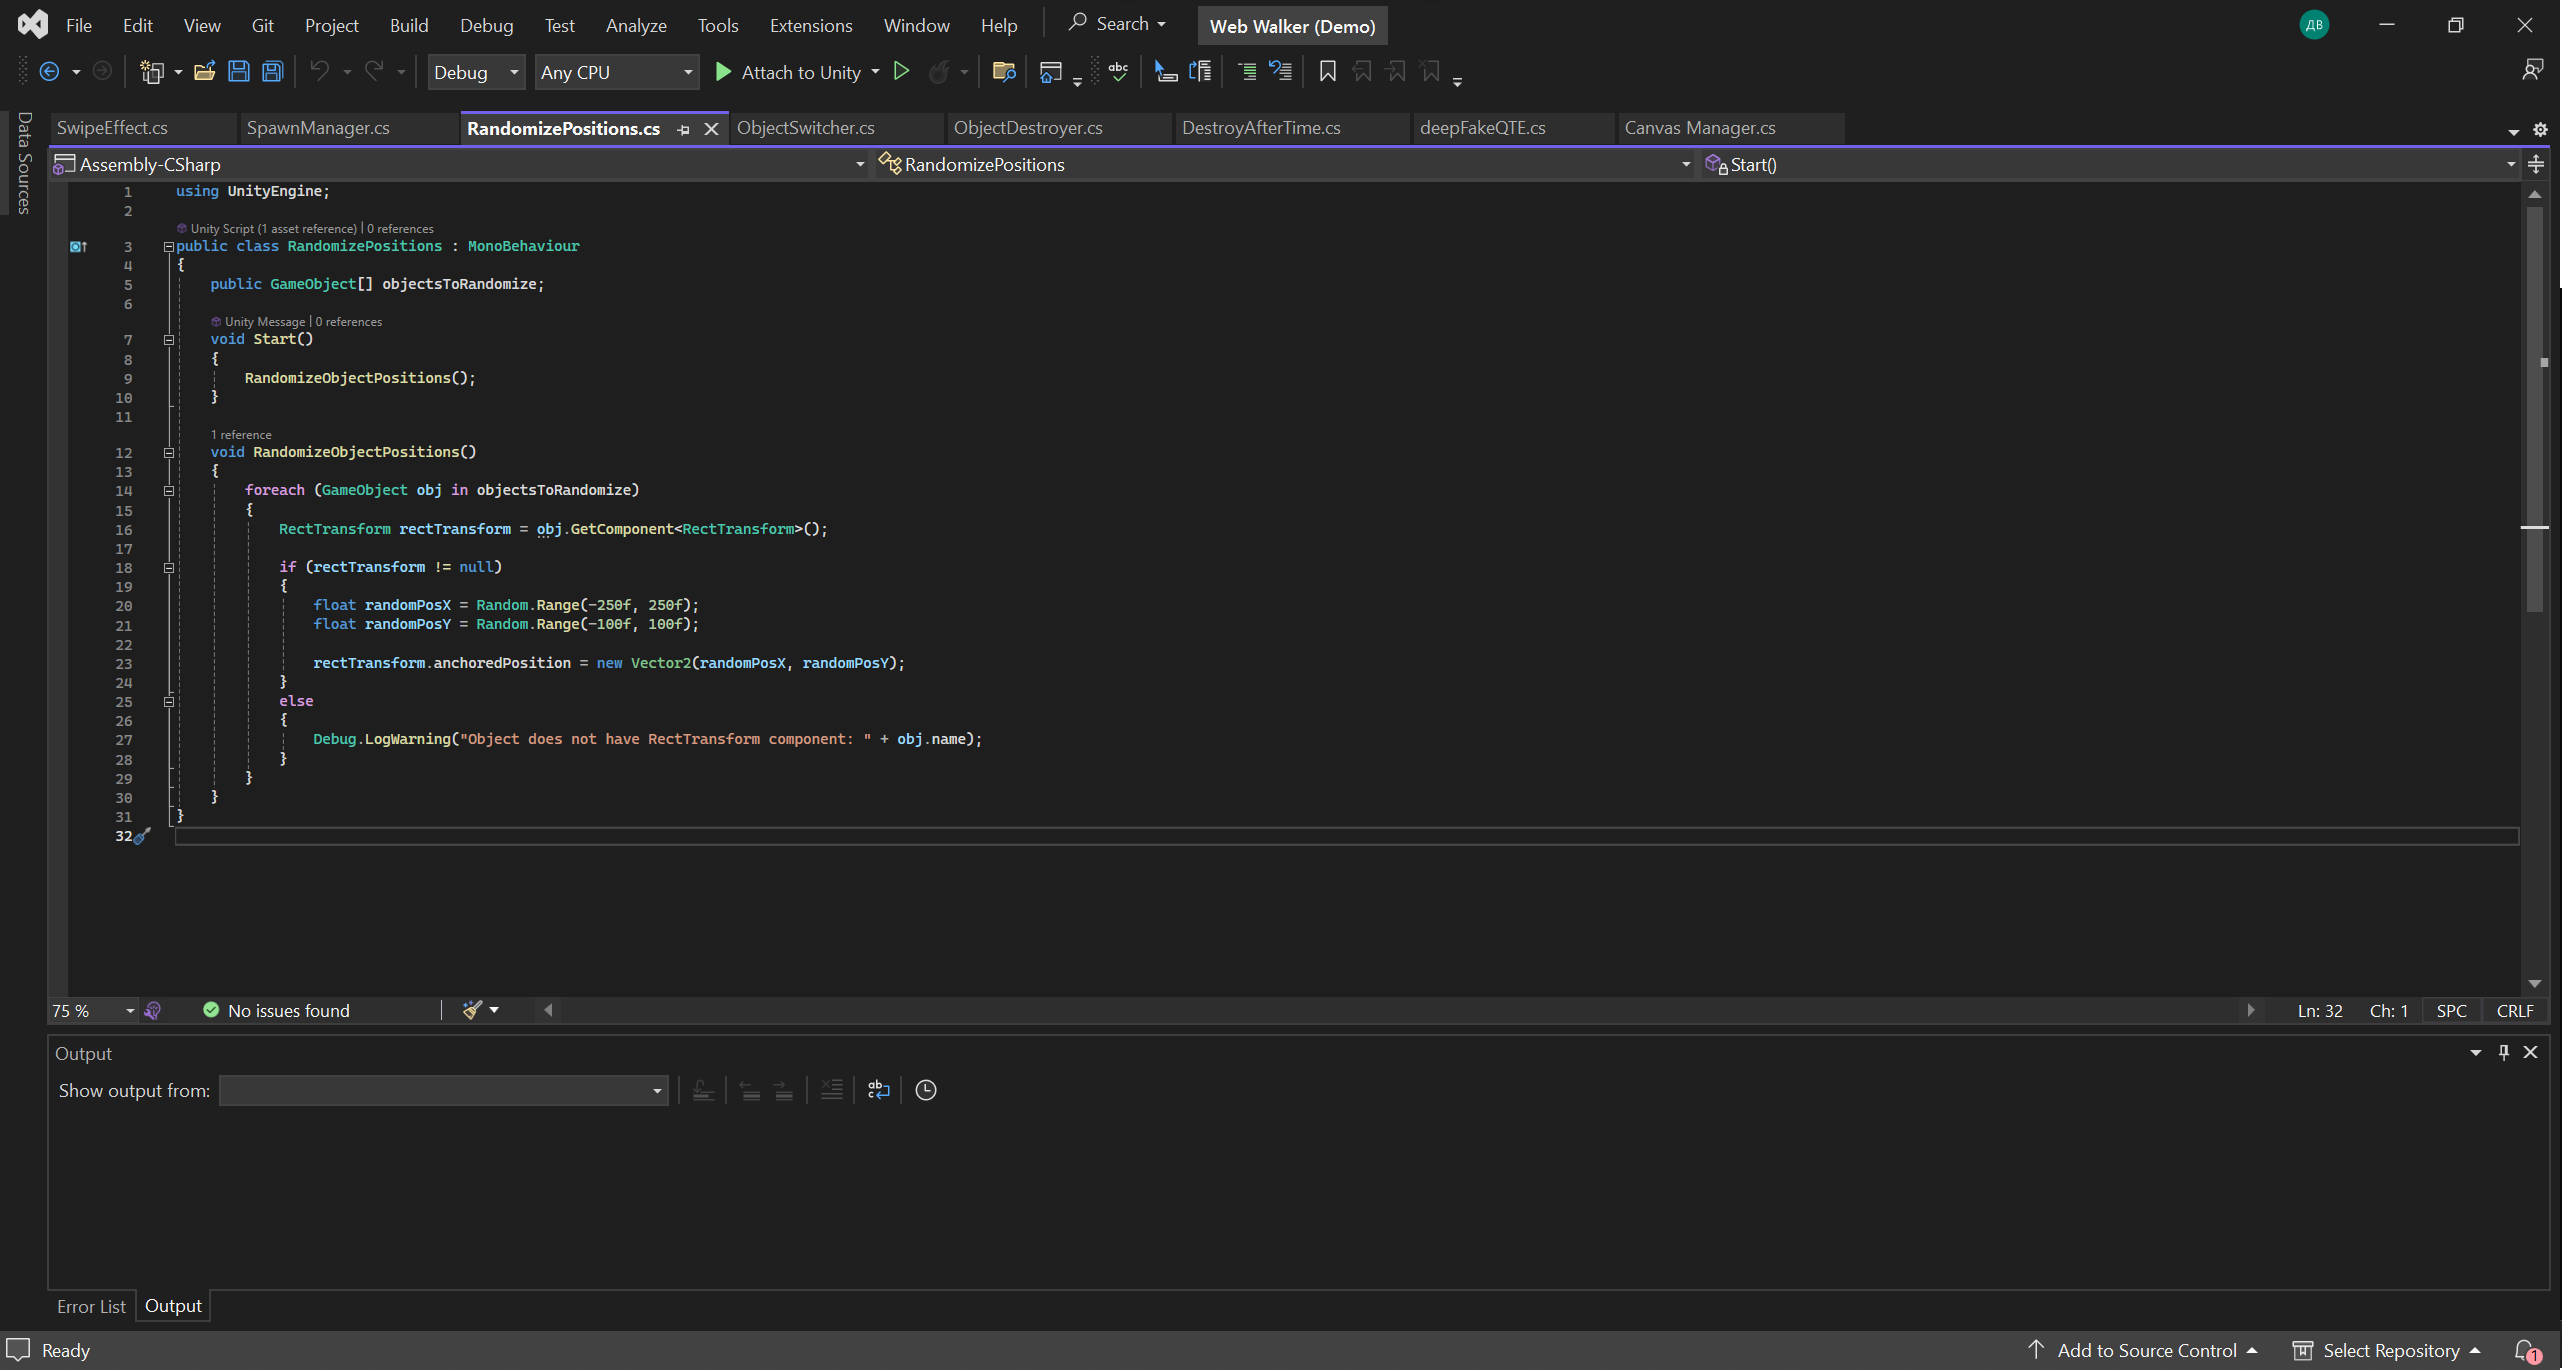 File Edit View Git Project Build Debug Test Analyze Tools Extensions Window Help Search Web Walker (Demo) ДВ
Debug Any CPU Attach to Unity
Data Sources
SwipeEffect.cs SpawnManager.cs RandomizePositions.cs ObjectSwitcher.cs ObjectDestroyer.cs DestroyAfterTime.cs deepFakeQTE.cs Canvas Manager.cs
Assembly-CSharp RandomizePositions Start()
1 using UnityEngine;
2
Unity Script (1 asset reference) | 0 references
3 public class RandomizePositions : MonoBehaviour
4 {
5 public GameObject[] objectsToRandomize;
6
Unity Message | 0 references
7 void Start()
8 {
9 RandomizeObjectPositions();
10 }
11
1 reference
12 void RandomizeObjectPositions()
13 {
14 foreach (GameObject obj in objectsToRandomize)
15 {
16 RectTransform rectTransform = obj.GetComponent<RectTransform>();
17
18 if (rectTransform != null)
19 {
20 float randomPosX = Random.Range(-250f, 250f);
21 float randomPosY = Random.Range(-100f, 100f);
22
23 rectTransform.anchoredPosition = new Vector2(randomPosX, randomPosY);
24 }
25 else
26 {
27 Debug.LogWarning("Object does not have RectTransform component: " + obj.name);
28 }
29 }
30 }
31 }
32
75 % No issues found Ln: 32 Ch: 1 SPC CRLF
Output
Show output from:
Error List Output
Ready Add to Source Control Select Repository 1